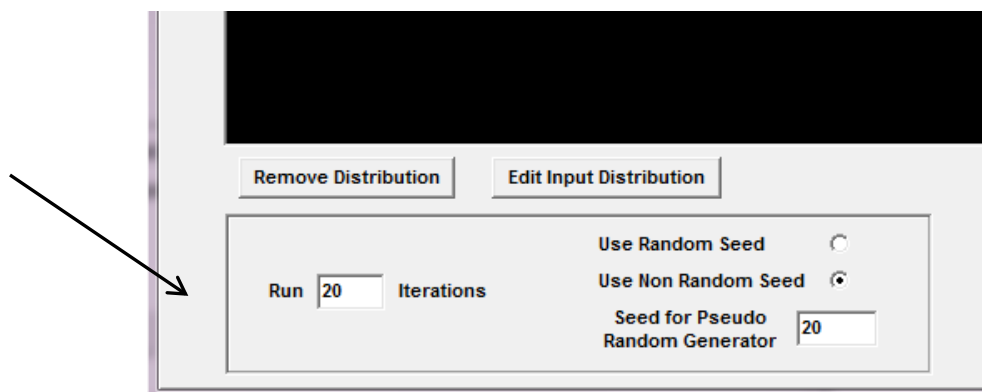 Remove Distribution
Edit Input Distribution
Use Random Seed
Run 20 Iterations
Use Non Random Seed
Seed for Pseudo
Random Generator
20